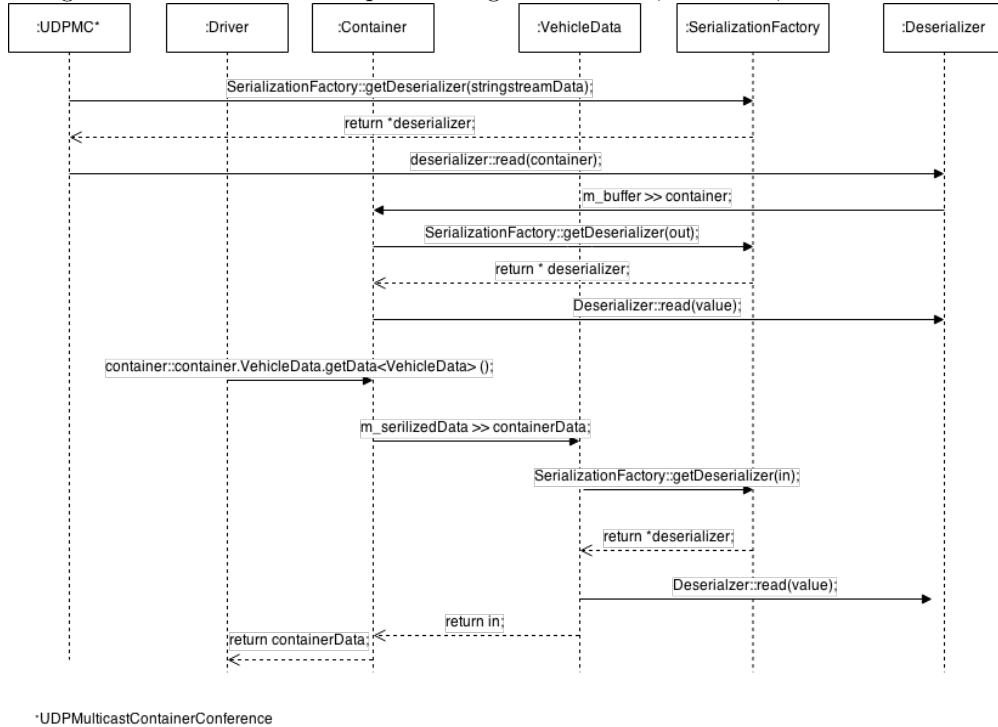 :UDPMC*
:Driver
:Container
:VehicleData
:SerializationFactory
:Deserializer
SerializationFactory::getDeserializer(stringstreamData);
return *deserializer;
deserializer::read(container);
m_buffer >> container;
SerializationFactory::getDeserializer(out);
return * deserializer;
Deserializer::read(value);
container::container.VehicleData.getData<VehicleData> ();
m_serilizedData >> containerData;
SerializationFactory::getDeserializer(in);
return *deserializer;
Deserialzer::read(value);
return in;
return containerData;
*UDPMulticastContainerConference